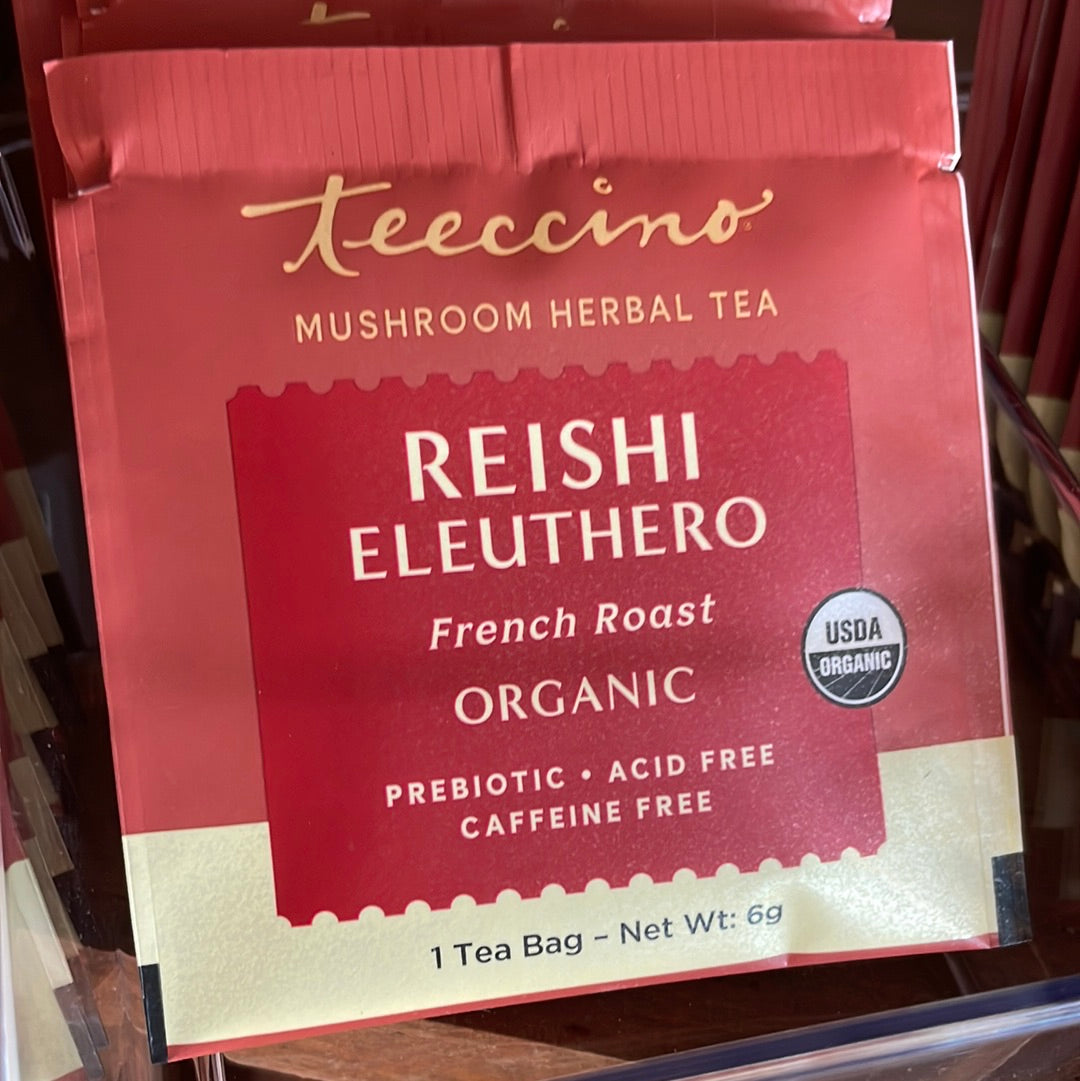 teeccino
MUSHROOM HERBAL TEA
REISHI
ELEUTHERO
French Roast
ORGANIC
USDA
ORGANIC
PREBIOTIC • ACID FREE
CAFFEINE FREE
1 Tea Bag – Net Wt: 6g